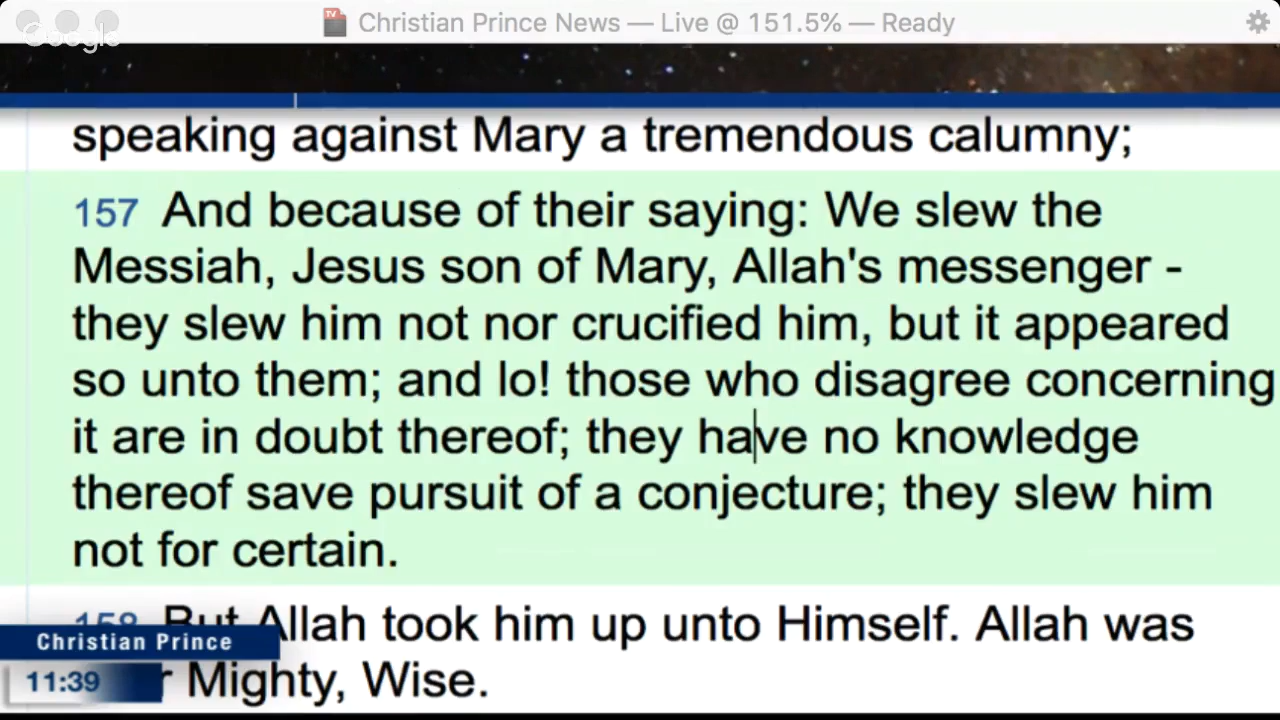 Christian Prince News — Live @ 151.5% — Ready
Google
speaking against Mary a tremendous calumny;
157 And because of their saying: We slew the
Messiah, Jesus son of Mary, Allah's messenger -
they slew him not nor crucified him, but it appeared
so unto them; and lo! those who disagree concerning
it are in doubt thereof; they have no knowledge
thereof save pursuit of a conjecture; they slew him
not for certain.
158 But Allah took him up unto Himself. Allah was
Mighty, Wise.
Christian Prince
11:39